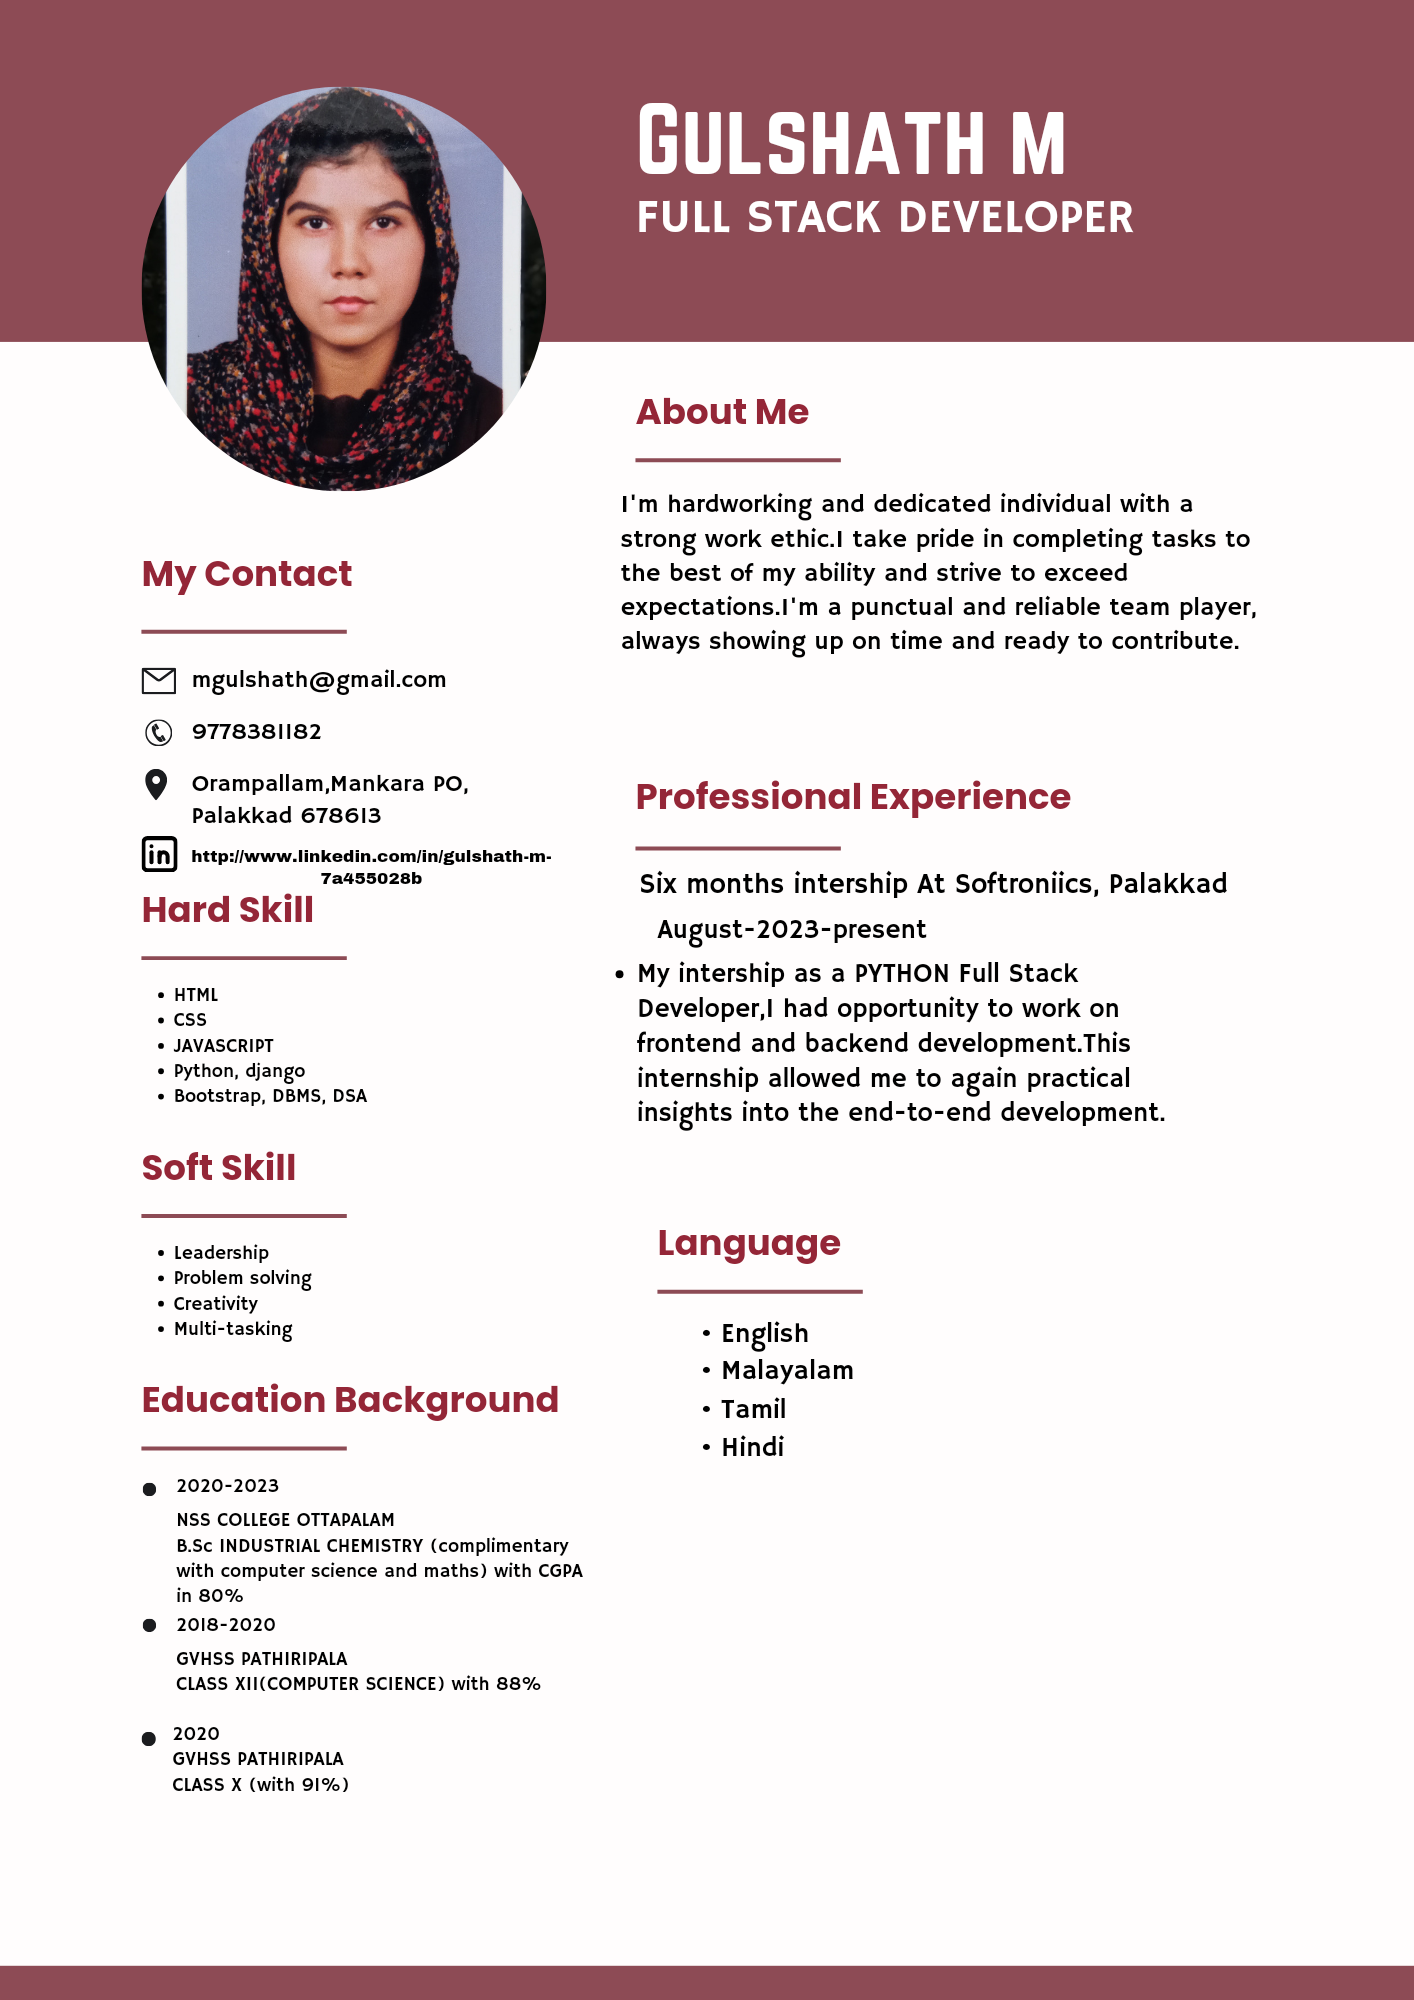 GULSHATH M
FULL STACK DEVELOPER
My Contact
mgulshath@gmail.com
9778381182
Orampallam,Mankara PO,
Palakkad 678613
http://www.linkedin.com/in/gulshath-m-
7a455028b
Hard Skill
• HTML
• CSS
• JAVASCRIPT
• Python, django
• Bootstrap, DBMS, DSA
Soft Skill
• Leadership
• Problem solving
• Creativity
• Multi-tasking
Education Background
2020-2023
NSS COLLEGE OTTAPALAM
B.Sc INDUSTRIAL CHEMISTRY (complimentary
with computer science and maths) with CGPA
in 80%
2018-2020
GVHSS PATHIRIPALA
CLASS XII(COMPUTER SCIENCE) with 88%
2020
GVHSS PATHIRIPALA
CLASS X (with 91%)
About Me
I'm hardworking and dedicated individual with a
strong work ethic.I take pride in completing tasks to
the best of my ability and strive to exceed
expectations.I'm a punctual and reliable team player,
always showing up on time and ready to contribute.
Professional Experience
Six months intership At Softroniics, Palakkad
August-2023-present
• My intership as a PYTHON Full Stack
Developer,I had opportunity to work on
frontend and backend development.This
internship allowed me to again practical
insights into the end-to-end development.
Language
• English
• Malayalam
• Tamil
• Hindi